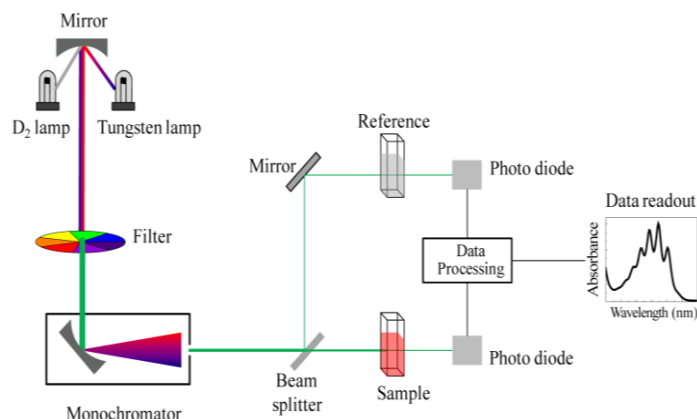 Mirror
D₂ lamp
Tungsten lamp
Reference
Mirror
Photo diode
Data readout
Filter
Data
Processing
Absorbance
Wavelength (nm)
Photo diode
Beam
splitter
Sample
Monochromator